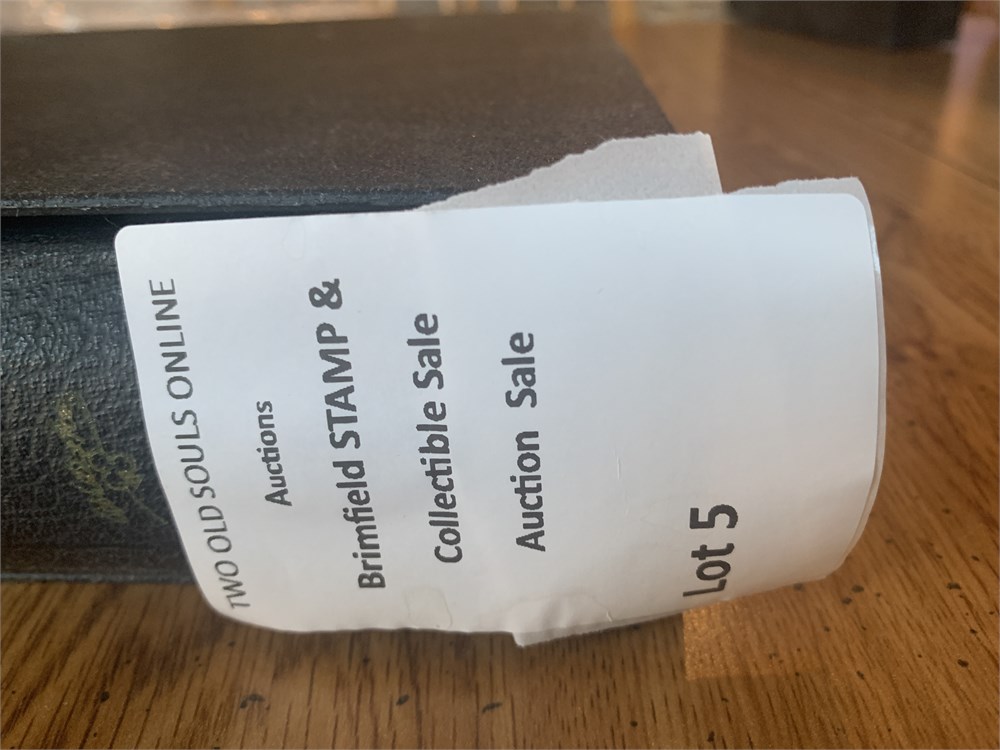 TWO OLD SOULS ONLINE
Auctions
Brimfield STAMP &
Collectible Sale
Auction Sale
Lot 5